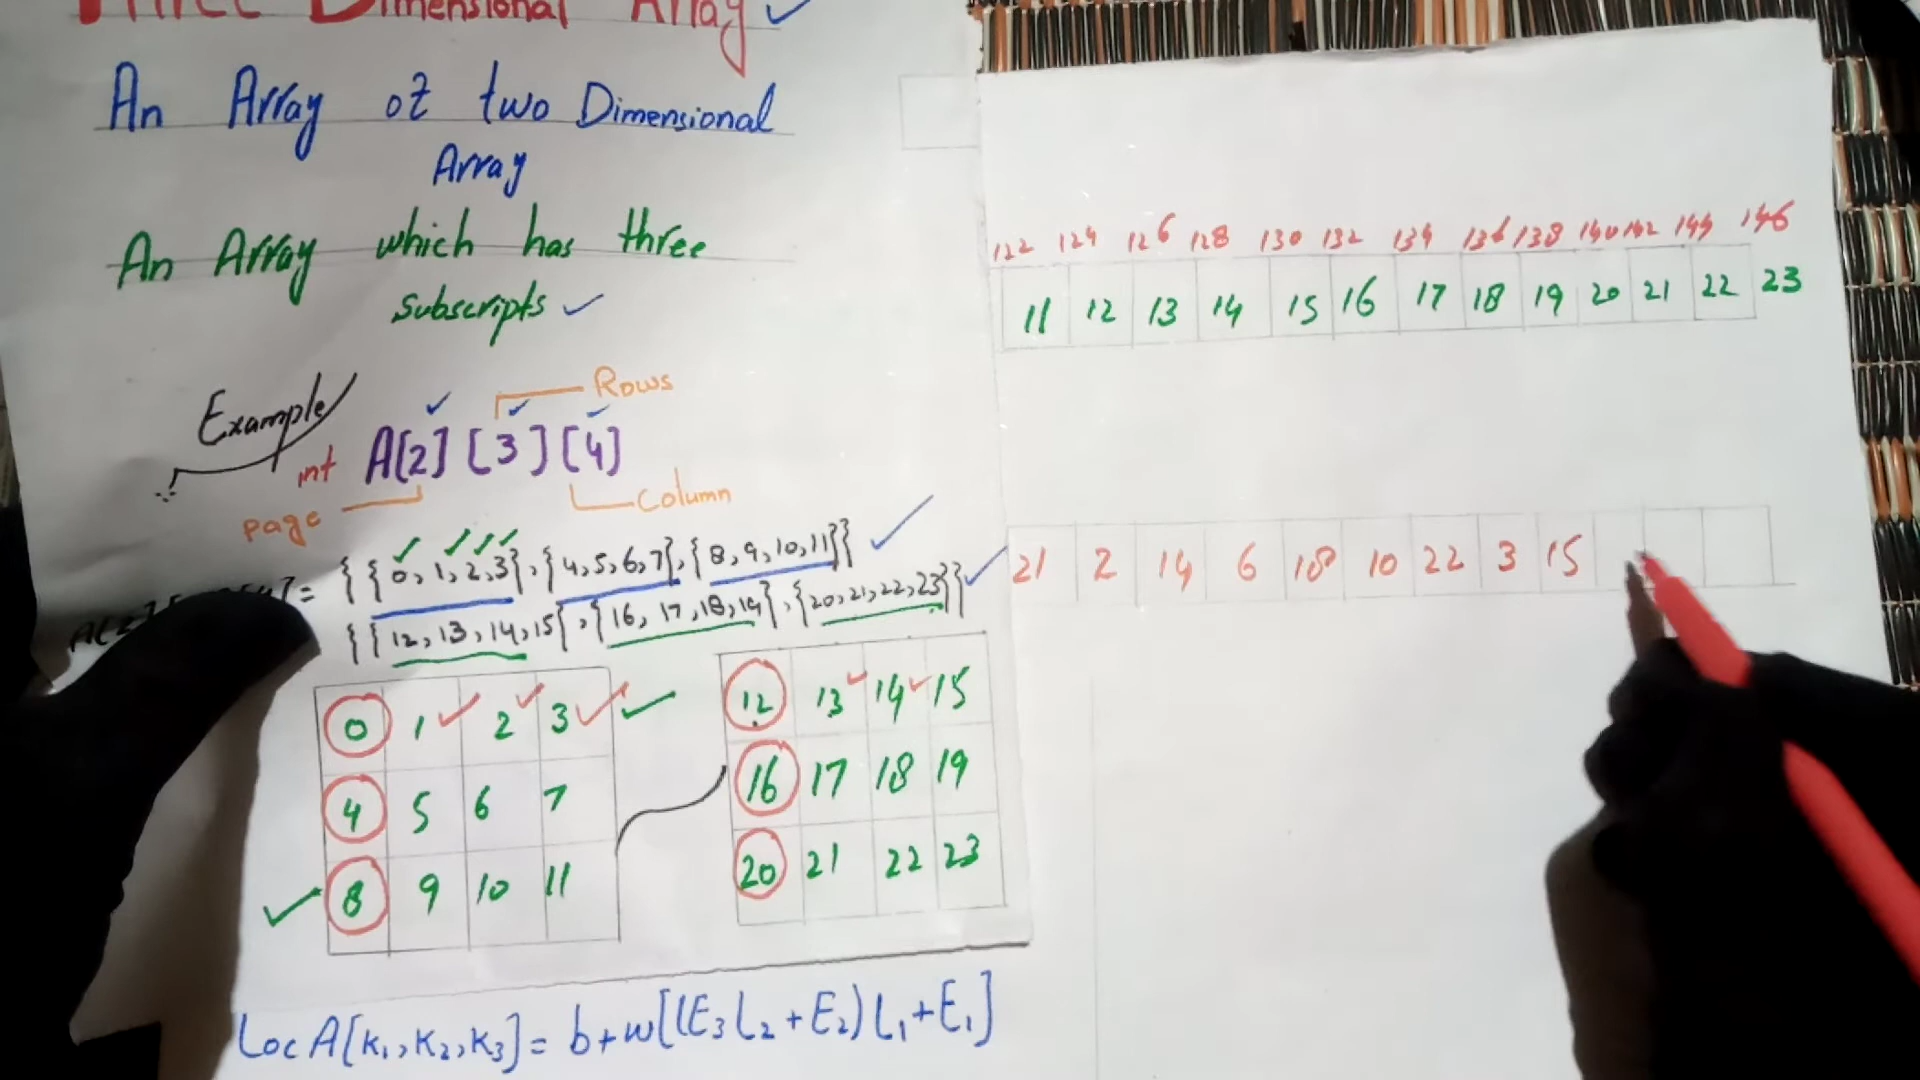 Three Dimensional Array
An Array of two Dimensional
Array
An Array which has three
Subscripts
Example
Rows
int A[2] [3] [4]
page
Column
= { { 0, 1, 2, 3}, {4, 5, 6, 7}, {8, 9, 10, 11}}
{ { 12, 13, 14, 15}, {16, 17, 18, 19}, {20, 21, 22, 23}}
0 1 2 3
4 5 6 7
8 9 10 11
12 13 14 15
16 17 18 19
20 21 22 23
Loc A[K1, K2, K3] = b+w[(E3 L2 + E2) L1 + E1]
122 124 126 128 130 132 134 136 138 140 142 144 146
11 12 13 14 15 16 17 18 19 20 21 22 23
21 2 14 6 18 10 22 3 15